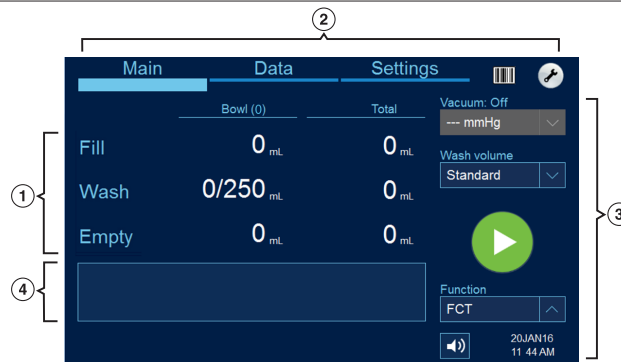 2
Main Data Settings
Bowl (0) Total
Vacuum: Off
--- mmHg
Fill 0 mL 0 mL
Wash volume
Standard
1
Wash 0/250 mL 0 mL
3
Empty 0 mL 0 mL
4
Function
FCT
20JAN16
11 44 AM